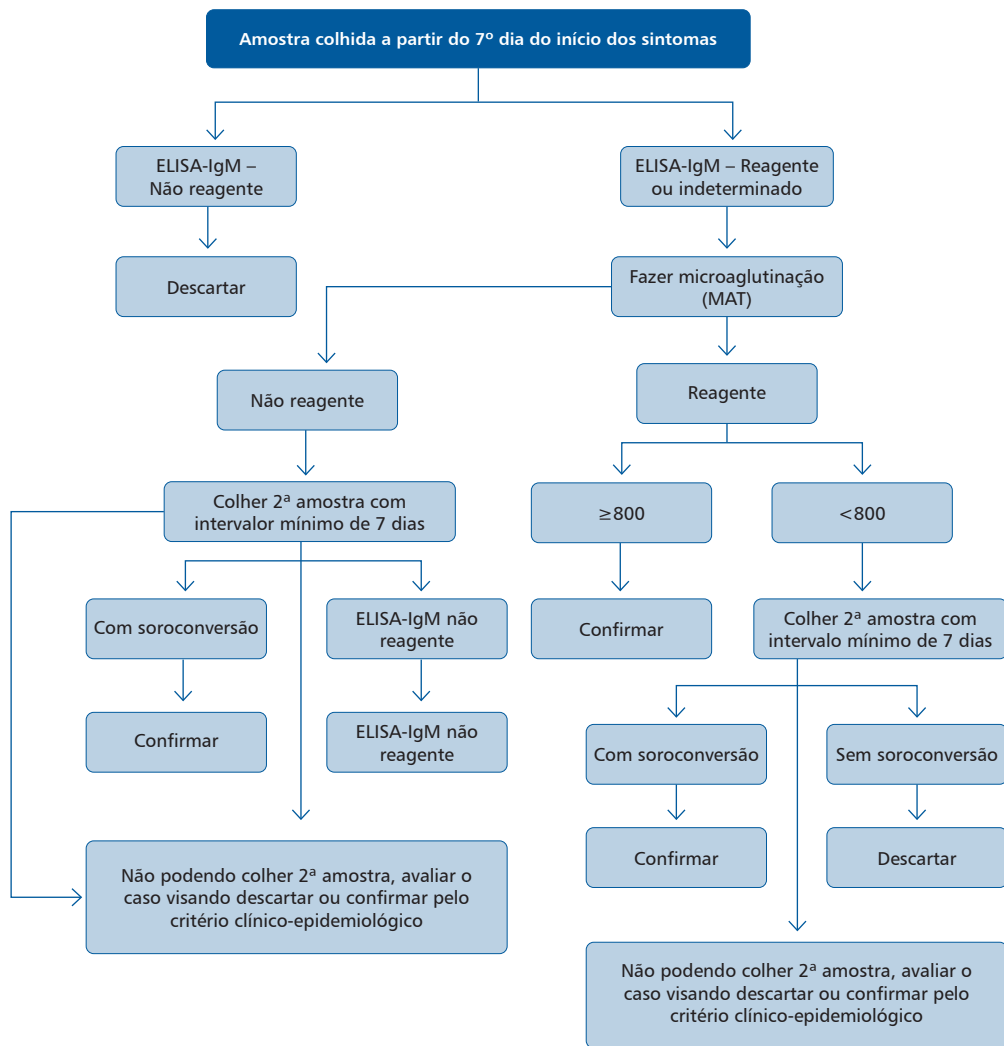 Amostra colhida a partir do 7º dia do início dos sintomas
ELISA-IgM –
Não reagente
ELISA-IgM – Reagente
ou indeterminado
Descartar
Fazer microaglutinação
(MAT)
Não reagente
Reagente
Colher 2ª amostra com
intervalor mínimo de 7 dias
≥800
<800
Com soroconversão
ELISA-IgM não
reagente
Confirmar
Colher 2ª amostra com
intervalo mínimo de 7 dias
Confirmar
ELISA-IgM não
reagente
Com soroconversão
Sem soroconversão
Confirmar
Descartar
Não podendo colher 2ª amostra, avaliar o
caso visando descartar ou confirmar pelo
critério clínico-epidemiológico
Não podendo colher 2ª amostra, avaliar o
caso visando descartar ou confirmar pelo
critério clínico-epidemiológico